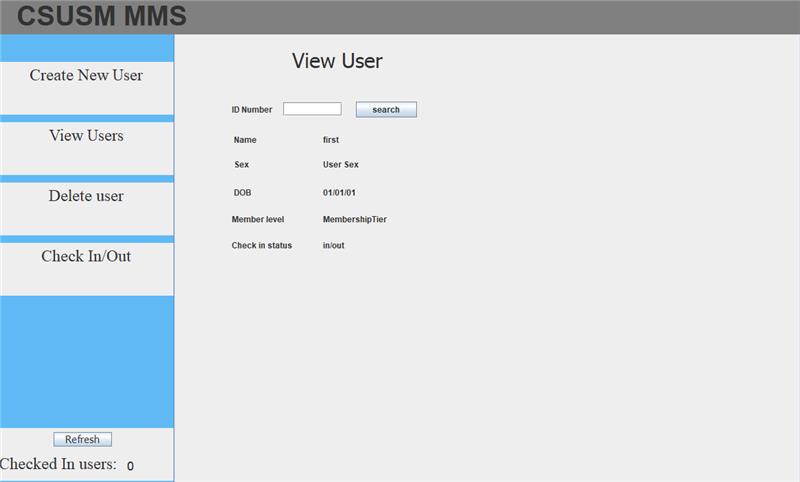 CSUSM MMS
Create New User
View Users
Delete user
Check In/Out
Refresh
Checked In users: 0
View User
ID Number search
Name first
Sex User Sex
DOB 01/01/01
Member level MembershipTier
Check in status in/out